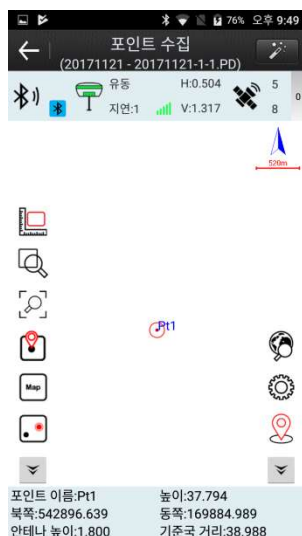 76% 오후 9:49
포인트 수집
(20171121 - 20171121-1-1.PD)
유동 H:0.504 5
지연:1 V:1.317 8
0
520m
Pt1
Map
포인트 이름:Pt1 높이:37.794
북쪽:542896.639 동쪽:169884.989
안테나 높이:1.800 기준국 거리:38.988